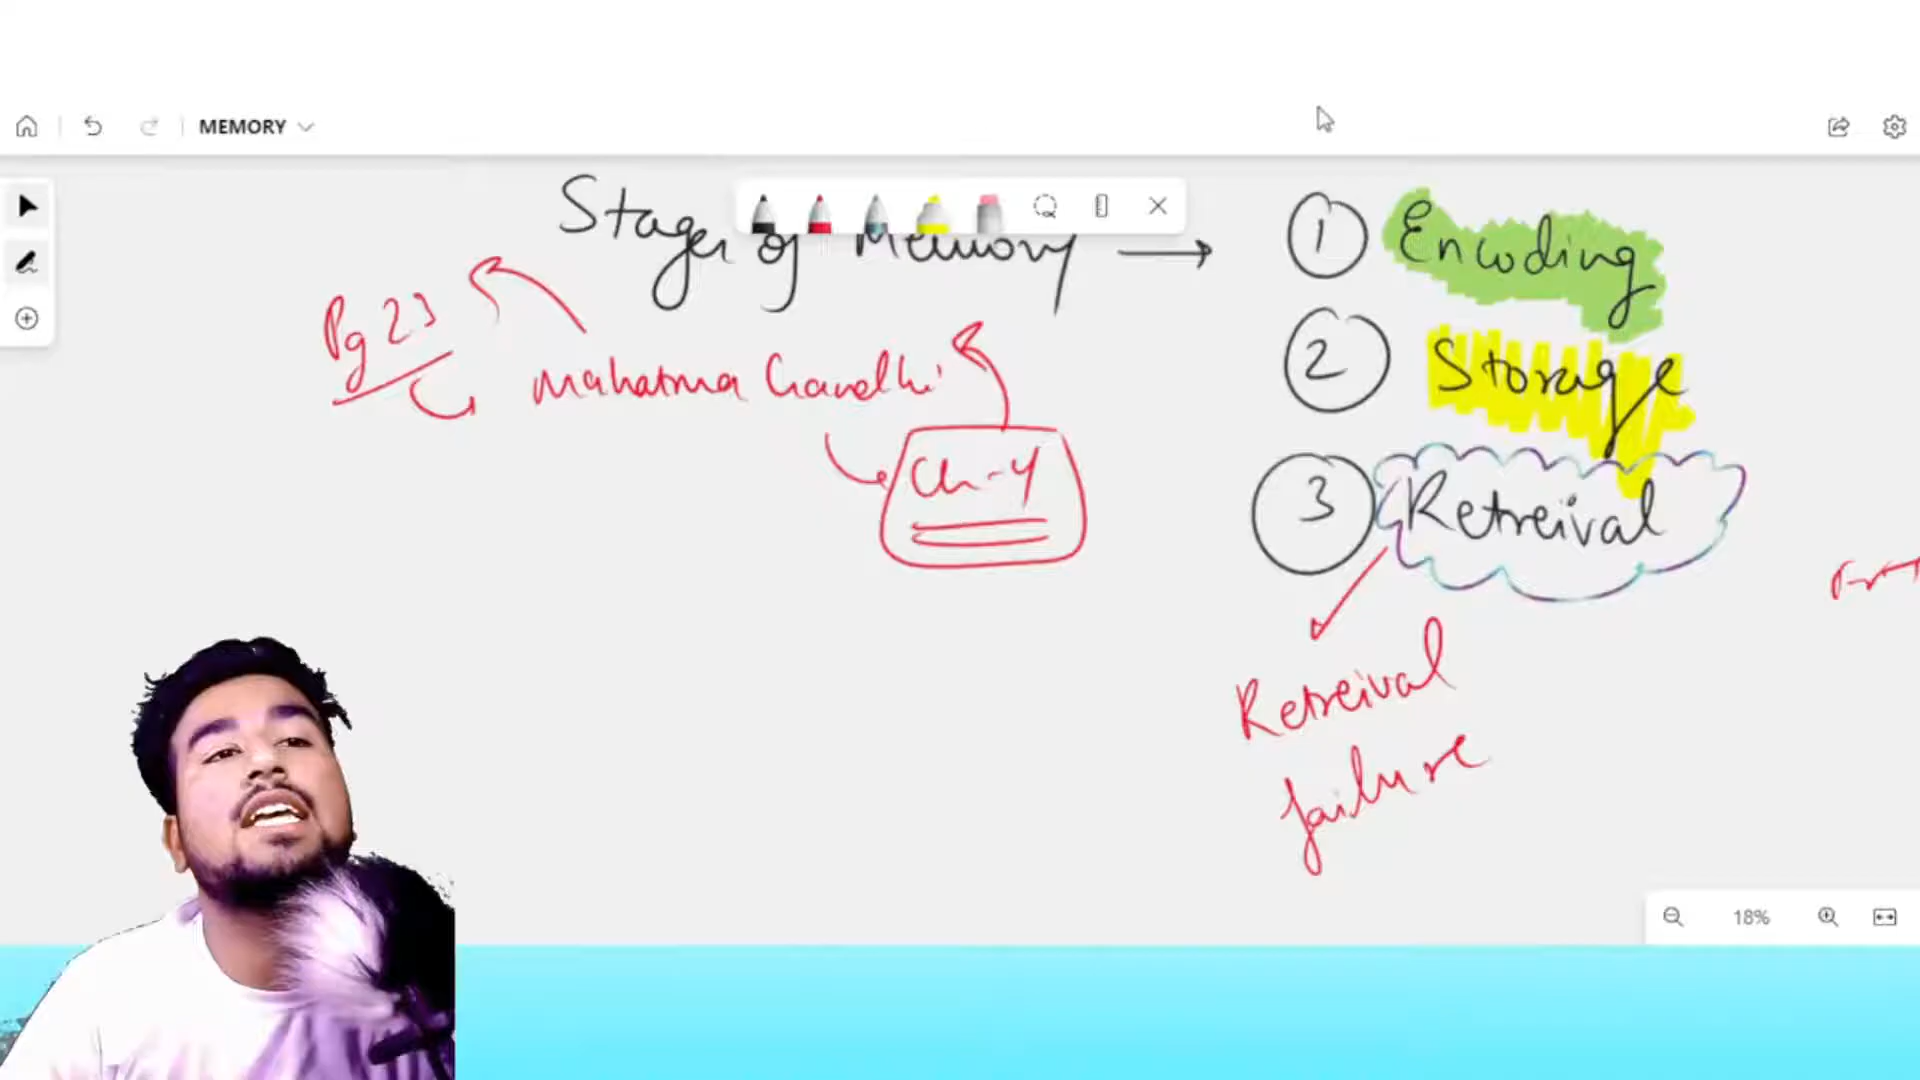 MEMORY
Stages of Memory →
① Encoding
② Storage
③ Retreival
Pg 23
Mahatma Gandhi
Ch-4
Retreival
failure
18%